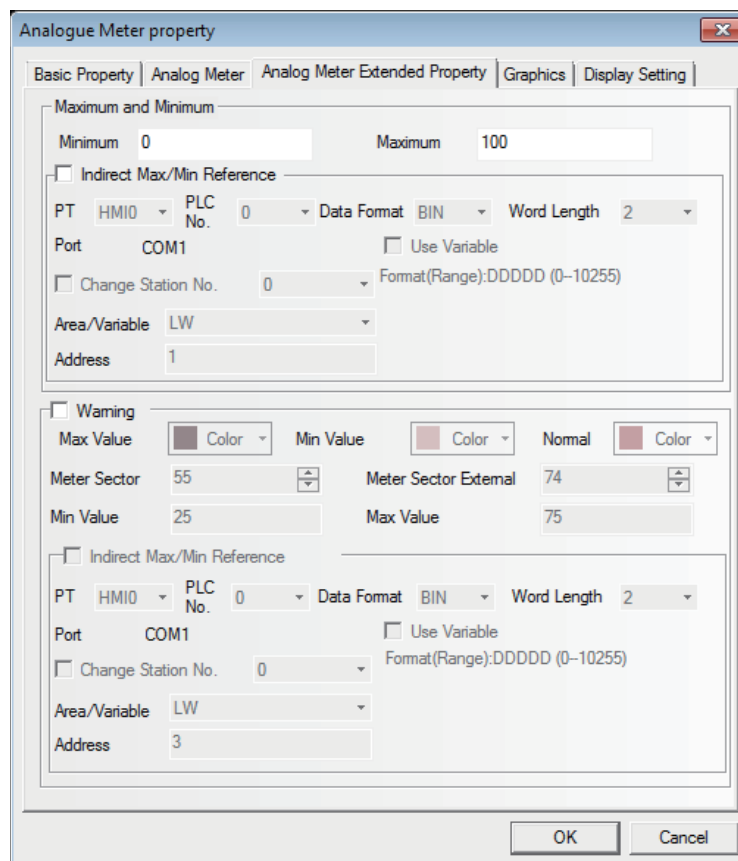 Analogue Meter property
Basic Property Analog Meter Analog Meter Extended Property Graphics Display Setting
Maximum and Minimum
Minimum 0 Maximum 100
Indirect Max/Min Reference
PT HMI0 PLC No. 0 Data Format BIN Word Length 2
Port COM1 Use Variable
Change Station No. 0 Format(Range):DDDDD (0--10255)
Area/Variable LW
Address 1
Warning
Max Value Color Min Value Color Normal Color
Meter Sector 55 Meter Sector External 74
Min Value 25 Max Value 75
Indirect Max/Min Reference
PT HMI0 PLC No. 0 Data Format BIN Word Length 2
Port COM1 Use Variable
Change Station No. 0 Format(Range):DDDDD (0--10255)
Area/Variable LW
Address 3
OK Cancel